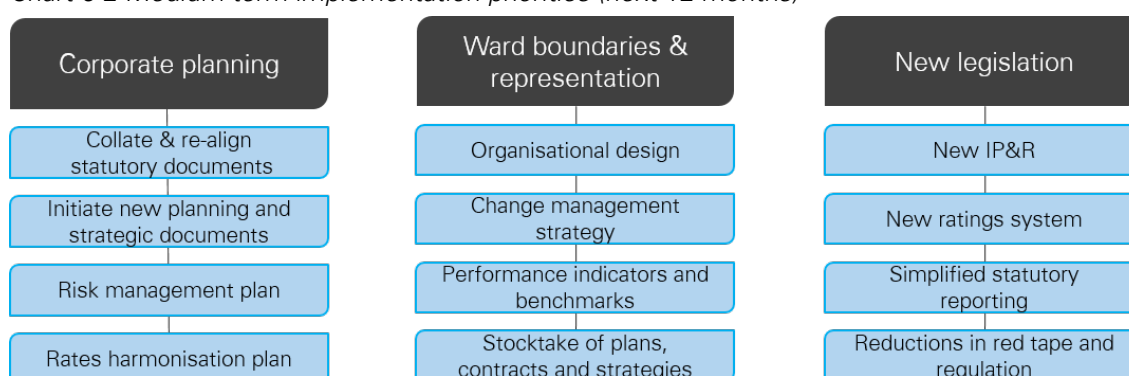 Corporate planning
Collate & re-align
statutory documents
Initiate new planning and
strategic documents
Risk management plan
Rates harmonisation plan
Ward boundaries &
representation
Organisational design
Change management
strategy
Performance indicators and
benchmarks
Stocktake of plans,
contracts and strategies
New legislation
New IP&R
New ratings system
Simplified statutory
reporting
Reductions in red tape and
regulation